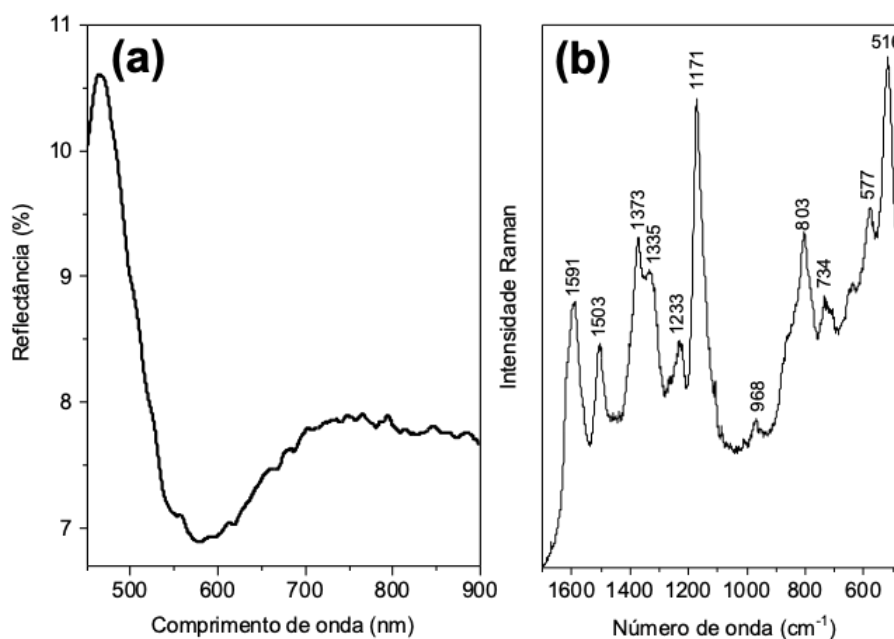 (a)
11
10
9
8
7
500 600 700 800 900
Reflectância (%)
Comprimento de onda (nm)
(b)
1591
1503
1373
1335
1233
1171
968
803
734
577
516
1600 1400 1200 1000 800 600
Intensidade Raman
Número de onda (cm⁻¹)